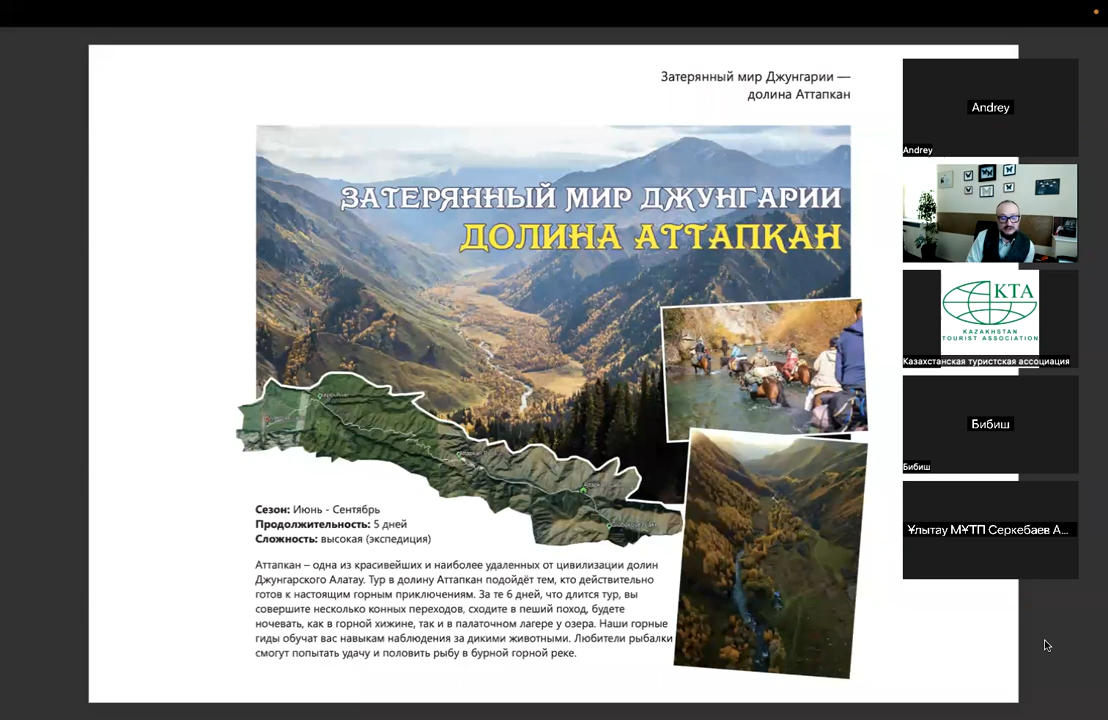 Затерянный мир Джунгарии —
долина Аттапкан
ЗАТЕРЯННЫЙ МИР ДЖУНГАРИИ
ДОЛИНА АТТАПКАН
Сезон: Июнь - Сентябрь
Продолжительность: 5 дней
Сложность: высокая (экспедиция)
Аттапкан – одна из красивейших и наиболее удаленных от цивилизации долин
Джунгарского Алатау. Тур в долину Аттапкан подойдёт тем, кто действительно
готов к настоящим горным приключениям. За те 6 дней, что длится тур, вы
совершите несколько конных переходов, сходите в пеший поход, будете
ночевать, как в горной хижине, так и в палаточном лагере у озера. Наши горные
гиды обучат вас навыкам наблюдения за дикими животными. Любители рыбалки
смогут попытать удачу и половить рыбу в бурной горной реке.
Andrey
Andrey
KTA
KAZAKHSTAN
TOURIST ASSOCIATION
Казахстанская туристская ассоциация
Бибиш
Бибиш
Ұлытау МҰТП Серкебаев А...